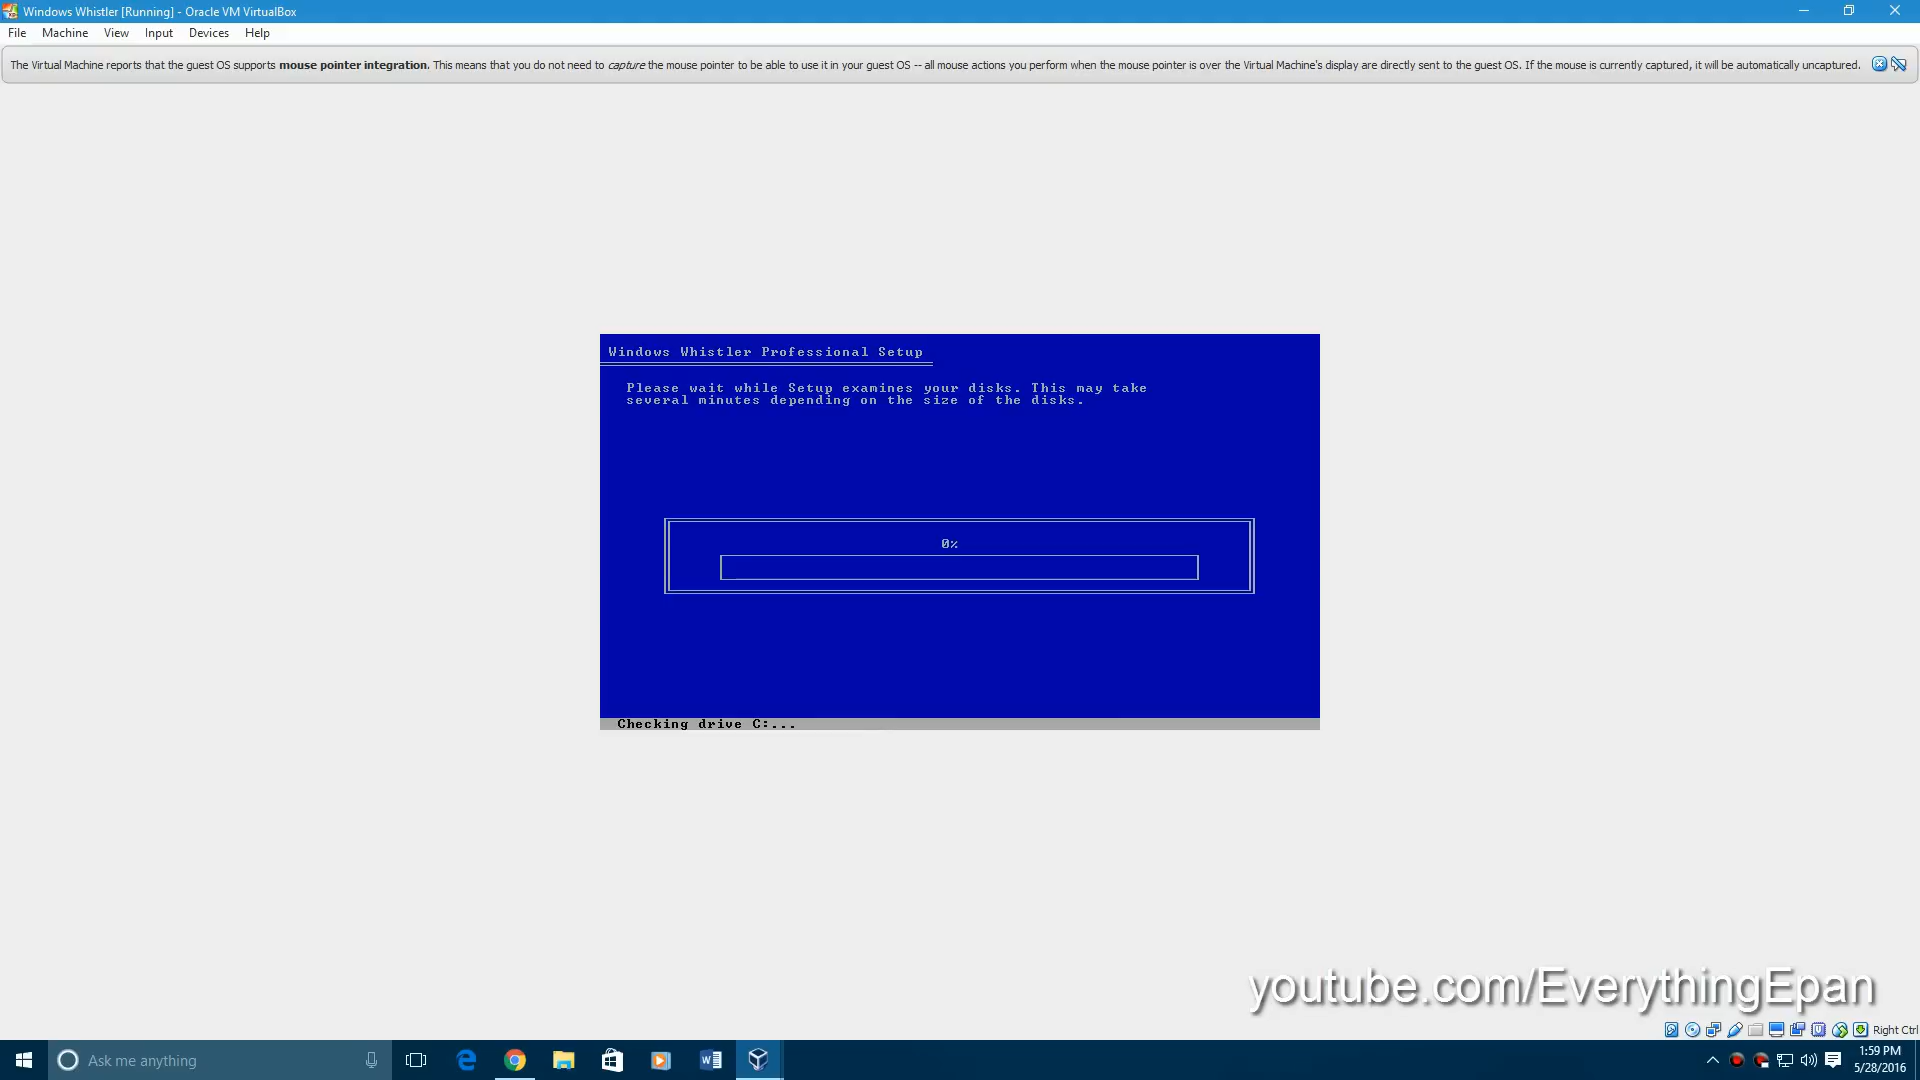 Windows Whistler [Running] - Oracle VM VirtualBox
File Machine View Input Devices Help
The Virtual Machine reports that the guest OS supports mouse pointer integration. This means that you do not need to capture the mouse pointer to be able to use it in your guest OS -- all mouse actions you perform when the mouse pointer is over the Virtual Machine's display are directly sent to the guest OS. If the mouse is currently captured, it will be automatically uncaptured.
Windows Whistler Professional Setup
Please wait while Setup examines your disks. This may take
several minutes depending on the size of the disks.
0%
Checking drive C:...
youtube.com/EverythingEpan
Right Ctrl
Ask me anything
1:59 PM
5/28/2016